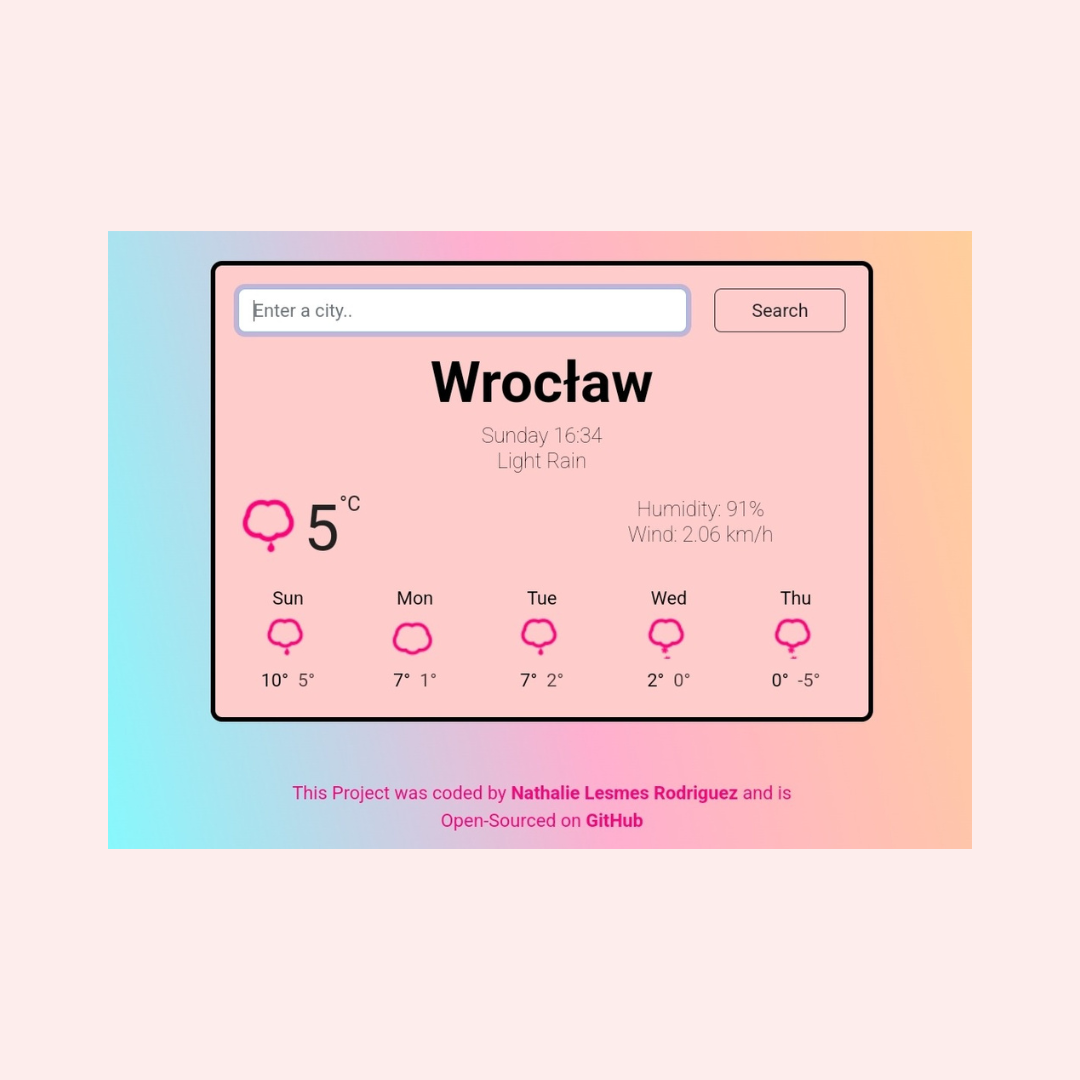 Enter a city..
Search
Wrocław
Sunday 16:34
Light Rain
5 °C
Humidity: 91%
Wind: 2.06 km/h
Sun Mon Tue Wed Thu
10° 5° 7° 1° 7° 2° 2° 0° 0° -5°
This Project was coded by Nathalie Lesmes Rodriguez and is
Open-Sourced on GitHub